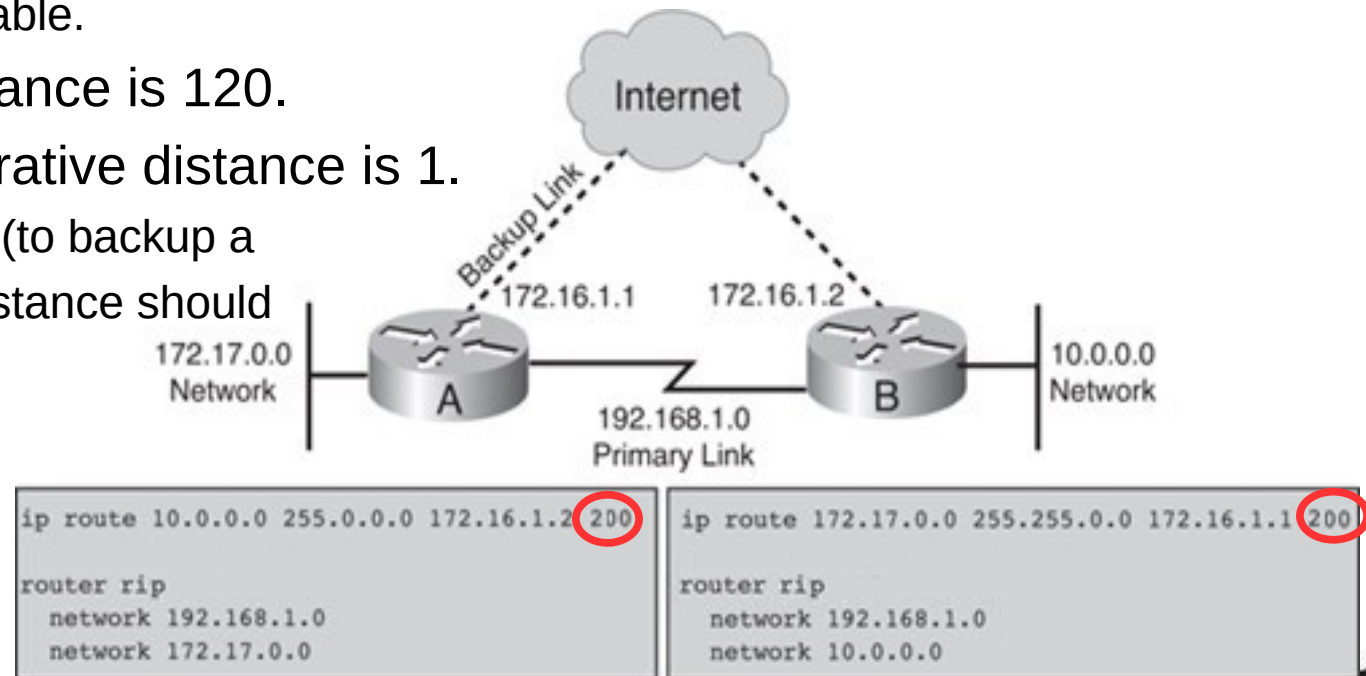 able.
ance is 120.
rative distance is 1.
(to backup a
stance should
Internet
Backup Link
172.16.1.1
172.16.1.2
172.17.0.0
Network
A
B
10.0.0.0
Network
192.168.1.0
Primary Link
ip route 10.0.0.0 255.0.0.0 172.16.1.2 200
router rip
network 192.168.1.0
network 172.17.0.0
ip route 172.17.0.0 255.255.0.0 172.16.1.1 200
router rip
network 192.168.1.0
network 10.0.0.0